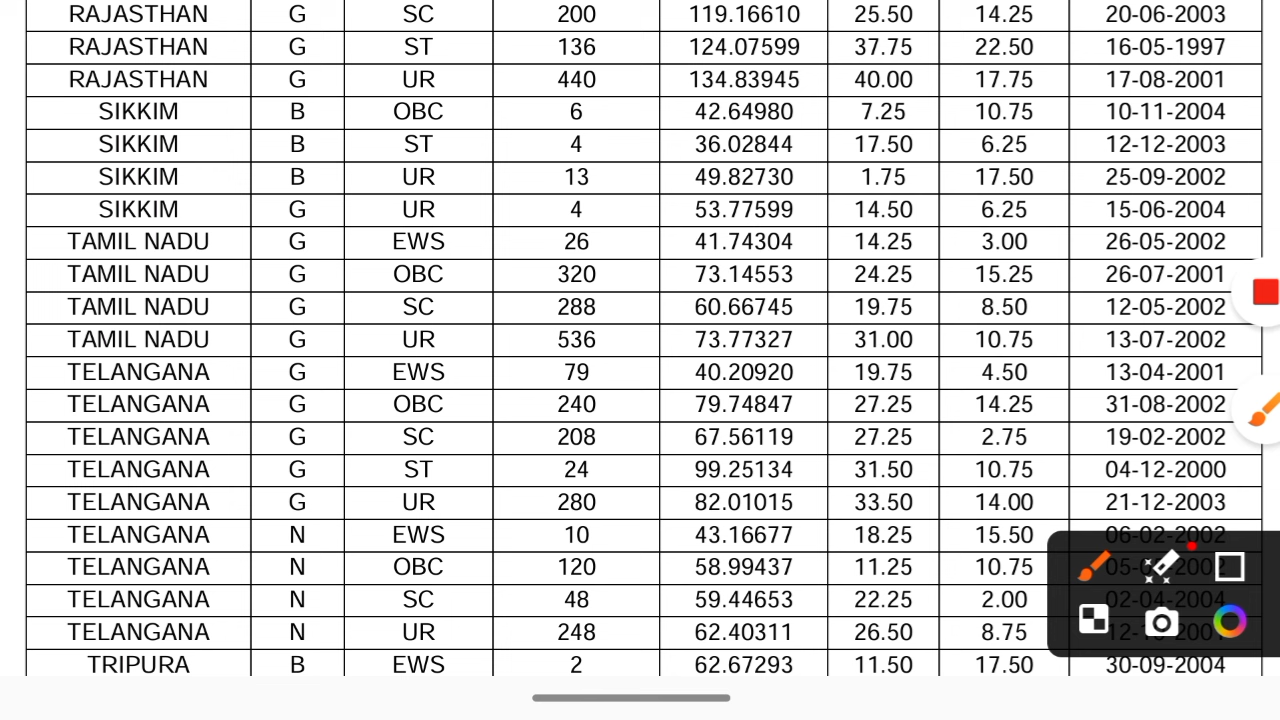 RAJASTHAN G SC 200 119.16610 25.50 14.25 20-06-2003
RAJASTHAN G ST 136 124.07599 37.75 22.50 16-05-1997
RAJASTHAN G UR 440 134.83945 40.00 17.75 17-08-2001
SIKKIM B OBC 6 42.64980 7.25 10.75 10-11-2004
SIKKIM B ST 4 36.02844 17.50 6.25 12-12-2003
SIKKIM B UR 13 49.82730 1.75 17.50 25-09-2002
SIKKIM G UR 4 53.77599 14.50 6.25 15-06-2004
TAMIL NADU G EWS 26 41.74304 14.25 3.00 26-05-2002
TAMIL NADU G OBC 320 73.14553 24.25 15.25 26-07-2001
TAMIL NADU G SC 288 60.66745 19.75 8.50 12-05-2002
TAMIL NADU G UR 536 73.77327 31.00 10.75 13-07-2002
TELANGANA G EWS 79 40.20920 19.75 4.50 13-04-2001
TELANGANA G OBC 240 79.74847 27.25 14.25 31-08-2002
TELANGANA G SC 208 67.56119 27.25 2.75 19-02-2002
TELANGANA G ST 24 99.25134 31.50 10.75 04-12-2000
TELANGANA G UR 280 82.01015 33.50 14.00 21-12-2003
TELANGANA N EWS 10 43.16677 18.25 15.50 06-02-2002
TELANGANA N OBC 120 58.99437 11.25 10.75
TELANGANA N SC 48 59.44653 22.25 2.00 02-04-2004
TELANGANA N UR 248 62.40311 26.50 8.75
TRIPURA B EWS 2 62.67293 11.50 17.50 30-09-2004